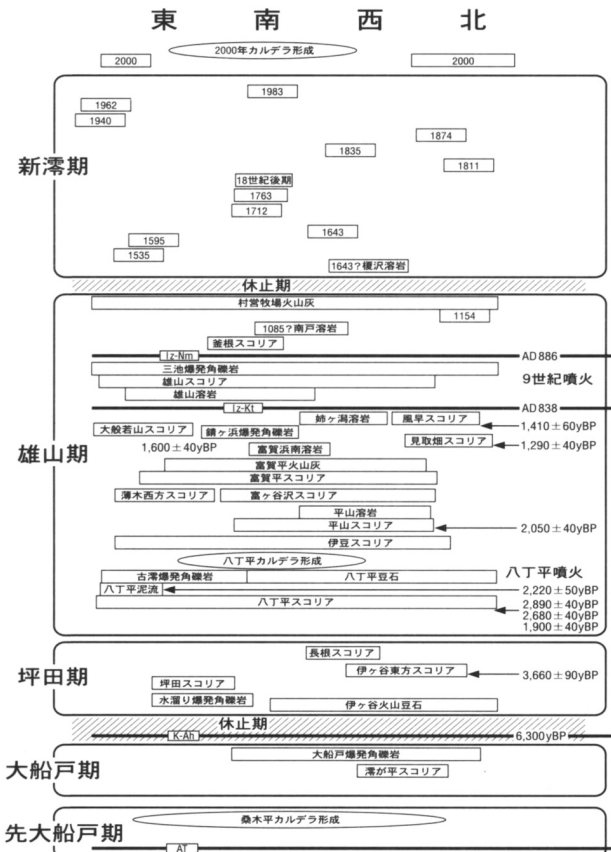 東 南 西 北
2000年カルデラ形成
2000 2000
新澪期
1983
1962
1940
1874
1835
1811
18世紀後期
1763
1712
1643
1595
1535
1643?榎沢溶岩
休止期
雄山期
村営牧場火山灰
1154
1085?南戸溶岩
釜根スコリア
Iz-Nm AD886
三池爆発角礫岩
9世紀噴火
雄山スコリア
雄山溶岩
Iz-Kt AD838
姉ヶ潟溶岩 風早スコリア
1,410±60yBP
大般若山スコリア 錆ヶ浜爆発角礫岩
見取畑スコリア 1,290±40yBP
1,600±40yBP 富賀浜南溶岩
富賀平火山灰
富賀平スコリア
薄木西方スコリア 富ヶ谷沢スコリア
平山溶岩
平山スコリア 2,050±40yBP
伊豆スコリア
八丁平カルデラ形成
古澪爆発角礫岩 八丁平豆石 八丁平噴火
八丁平泥流 2,220±50yBP
八丁平スコリア 2,890±40yBP
2,680±40yBP
1,900±40yBP
坪田期
長根スコリア
伊ヶ谷東方スコリア 3,660±90yBP
坪田スコリア
水溜り爆発角礫岩 伊ヶ谷火山豆石
休止期
K-Ah 6,300yBP
大船戸期
大船戸爆発角礫岩
澪が平スコリア
先大船戸期
桑木平カルデラ形成
AT